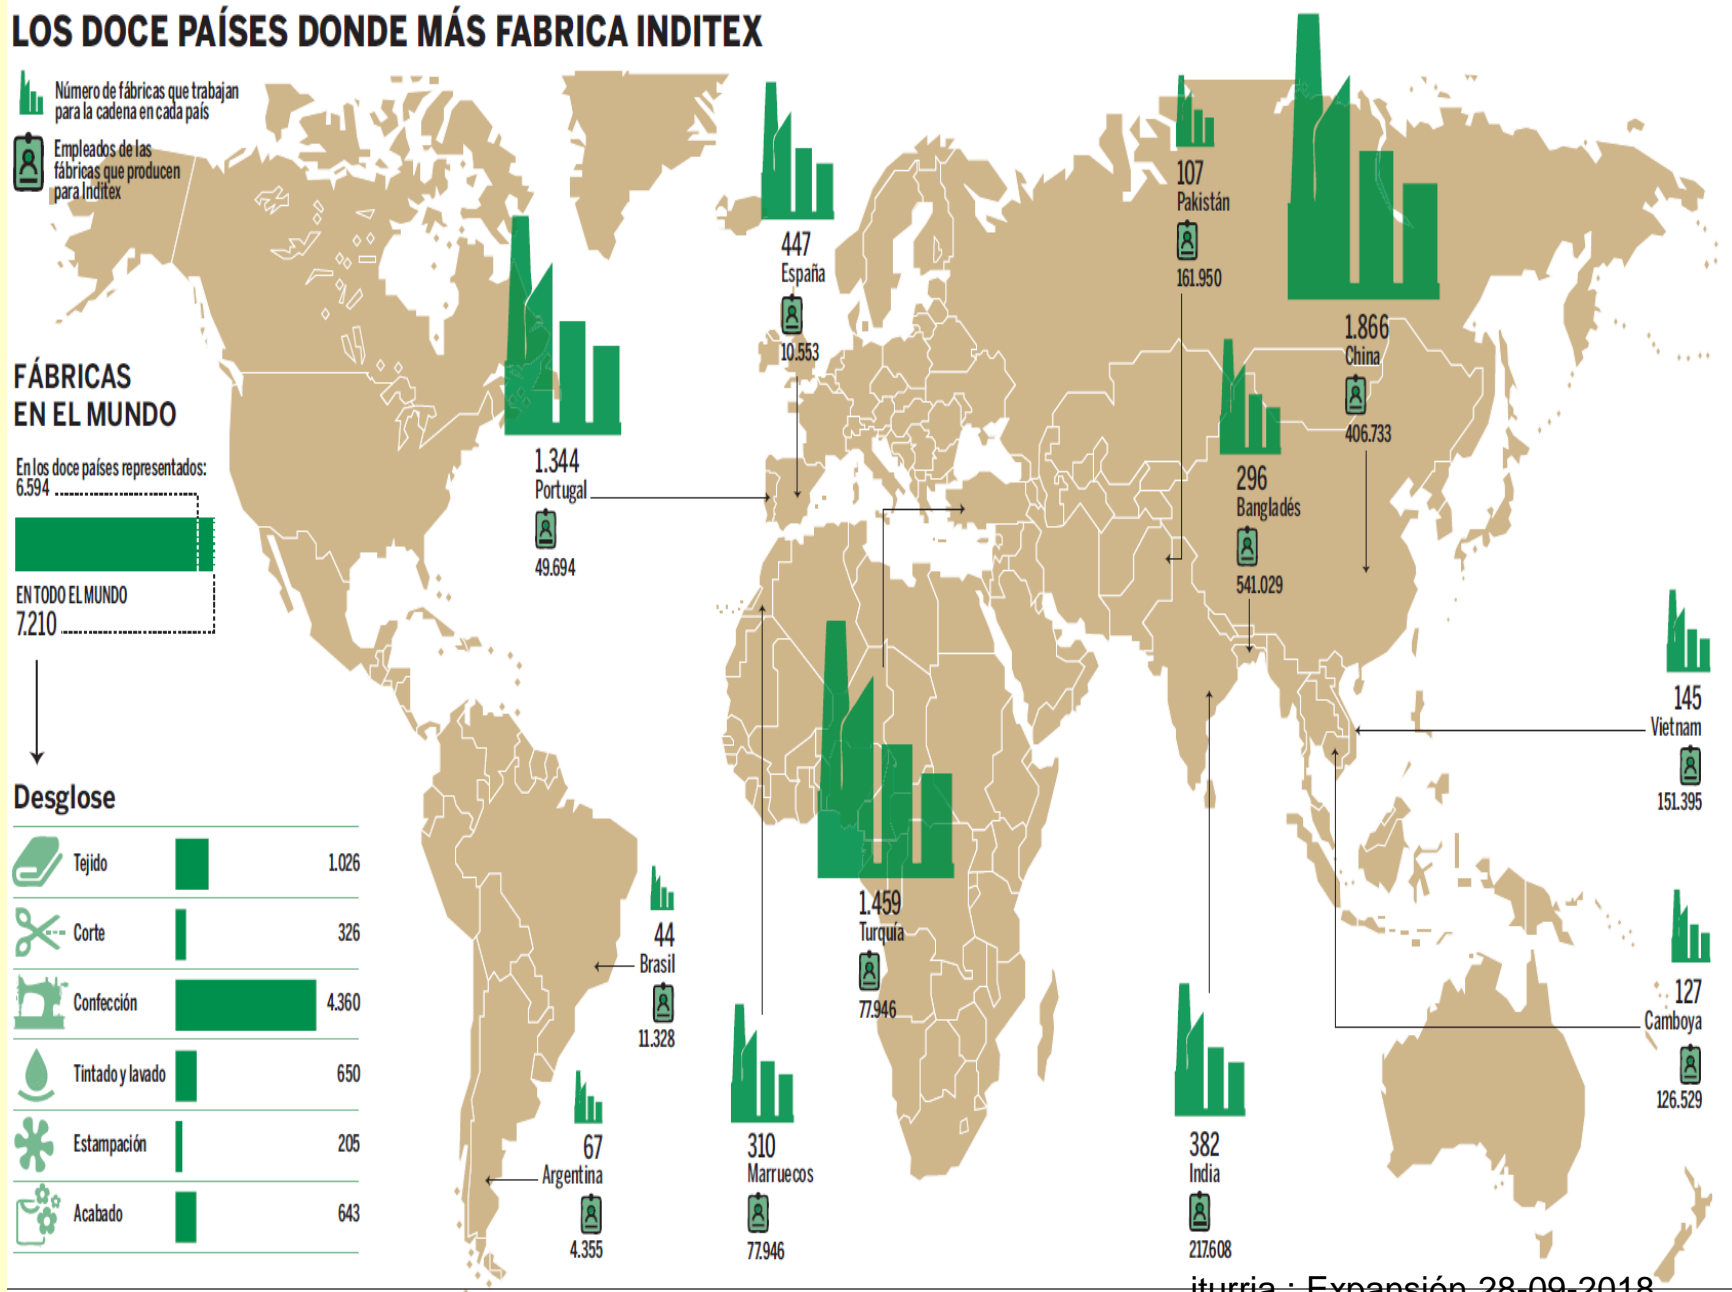 LOS DOCE PAÍSES DONDE MÁS FABRICA INDITEX
Número de fábricas que trabajan
para la cadena en cada país
Empleados de las
fábricas que producen
para Inditex
FÁBRICAS
EN EL MUNDO
En los doce países representados:
6.594
EN TODO EL MUNDO
7.210
Desglose
Tejido 1.026
Corte 326
Confección 4.360
Tintado y lavado 650
Estampación 205
Acabado 643
1.344
Portugal
49.694
447
España
10.553
107
Pakistán
161.950
1.866
China
406.733
296
Bangladés
541.029
145
Vietnam
151.395
127
Camboya
126.529
382
India
217.608
1.459
Turquía
77.946
310
Marruecos
77.946
44
Brasil
11.328
67
Argentina
4.355
iturria : Expansión 28-09-2018